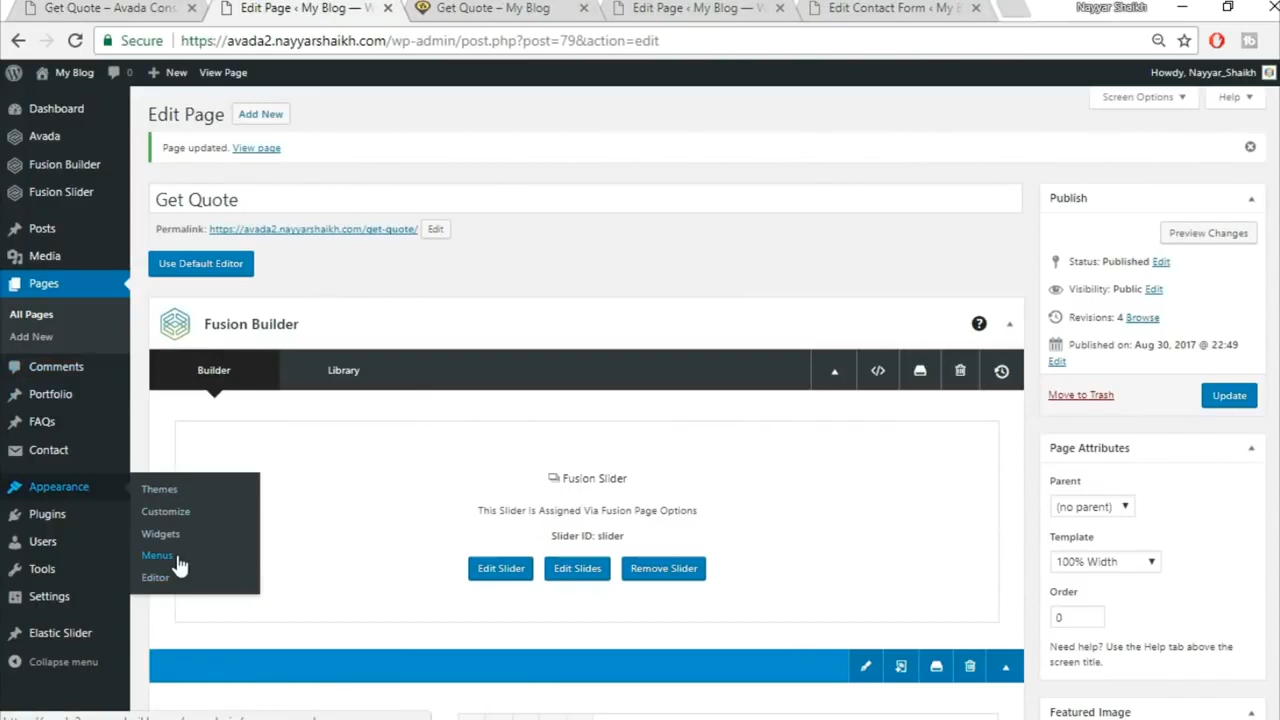 Get Quote – Avada Cons
Edit Page ‹ My Blog — W
Get Quote – My Blog
Edit Page ‹ My Blog — W
Edit Contact Form ‹ My B
Nayyar Shaikh
Secure
https://avada2.nayyarshaikh.com/wp-admin/post.php?post=79&action=edit
My Blog
0
New
View Page
Howdy, Nayyar_Shaikh
Dashboard
Avada
Fusion Builder
Fusion Slider
Posts
Media
Pages
All Pages
Add New
Comments
Portfolio
FAQs
Contact
Appearance
Plugins
Users
Tools
Settings
Elastic Slider
Collapse menu
Themes
Customize
Widgets
Menus
Editor
Screen Options
Help
Edit Page
Add New
Page updated. View page
Get Quote
Permalink: https://avada2.nayyarshaikh.com/get-quote/
Edit
Use Default Editor
Fusion Builder
Builder
Library
Fusion Slider
This Slider is Assigned Via Fusion Page Options
Slider ID: slider
Edit Slider
Edit Slides
Remove Slider
Publish
Preview Changes
Status: Published Edit
Visibility: Public Edit
Revisions: 4 Browse
Published on: Aug 30, 2017 @ 22:49
Edit
Move to Trash
Update
Page Attributes
Parent
(no parent)
Template
100% Width
Order
0
Need help? Use the Help tab above the
screen title.
Featured Image